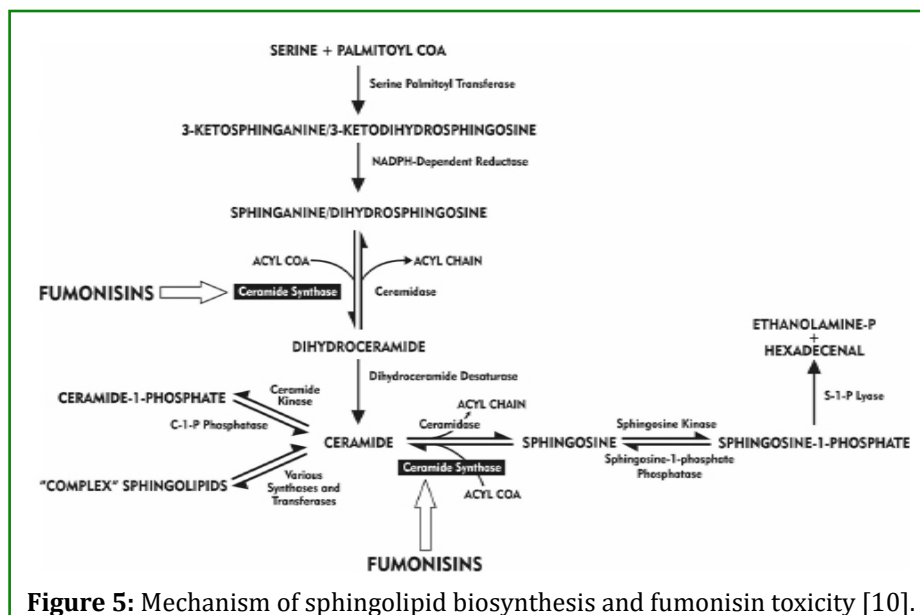 SERINE + PALMITOYL COA
Serine Palmitoyl Transferase
3-KETOSPHINGANINE/3-KETODIHYDROSPHINGOSINE
NADPH-Dependent Reductase
SPHINGANINE/DIHYDROSPHINGOSINE
ACYL COA
ACYL CHAIN
FUMONISINS
Ceramide Synthase
Ceramidase
DIHYDROCERAMIDE
Dihydroceramide Desaturase
ETHANOLAMINE-P
+
HEXADECENAL
S-1-P Lyase
CERAMIDE-1-PHOSPHATE
Ceramide
Kinase
C-1-P Phosphatase
ACYL CHAIN
Ceramidase
CERAMIDE
SPHINGOSINE
Sphingosine Kinase
SPHINGOSINE-1-PHOSPHATE
Sphingosine-1-phosphate
Phosphatase
Ceramide Synthase
ACYL COA
"COMPLEX" SPHINGOLIPIDS
Various
Synthases and
Transferases
FUMONISINS
Figure 5: Mechanism of sphingolipid biosynthesis and fumonisin toxicity [10].